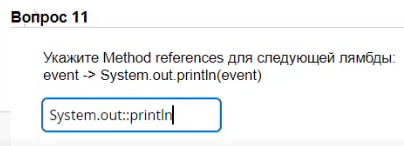 Вопрос 11
Укажите Method references для следующей лямбды:
event -> System.out.println(event)
System.out::println